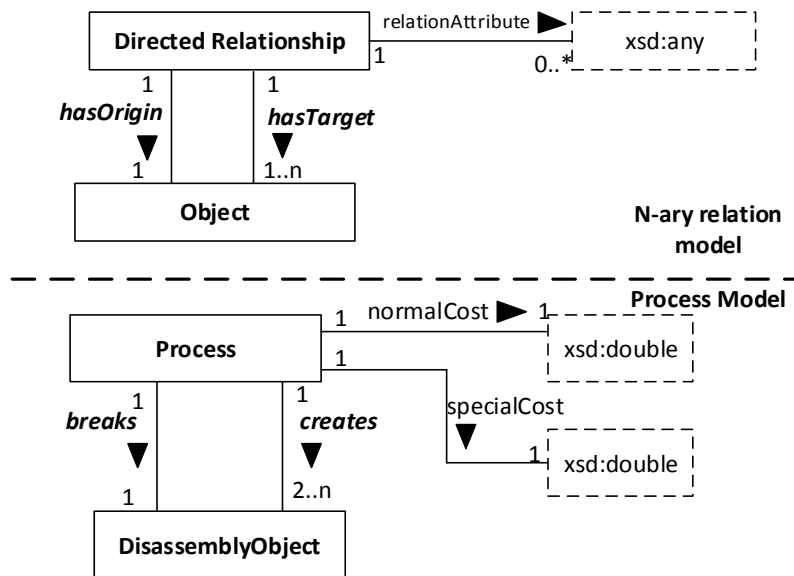 Directed Relationship
relationAttribute
xsd:any
1
0..*
1
1
hasOrigin
hasTarget
1
1..n
Object
N-ary relation
model
Process Model
Process
1
normalCost
1
xsd:double
1
specialCost
1
xsd:double
1
1
breaks
creates
1
2..n
DisassemblyObject